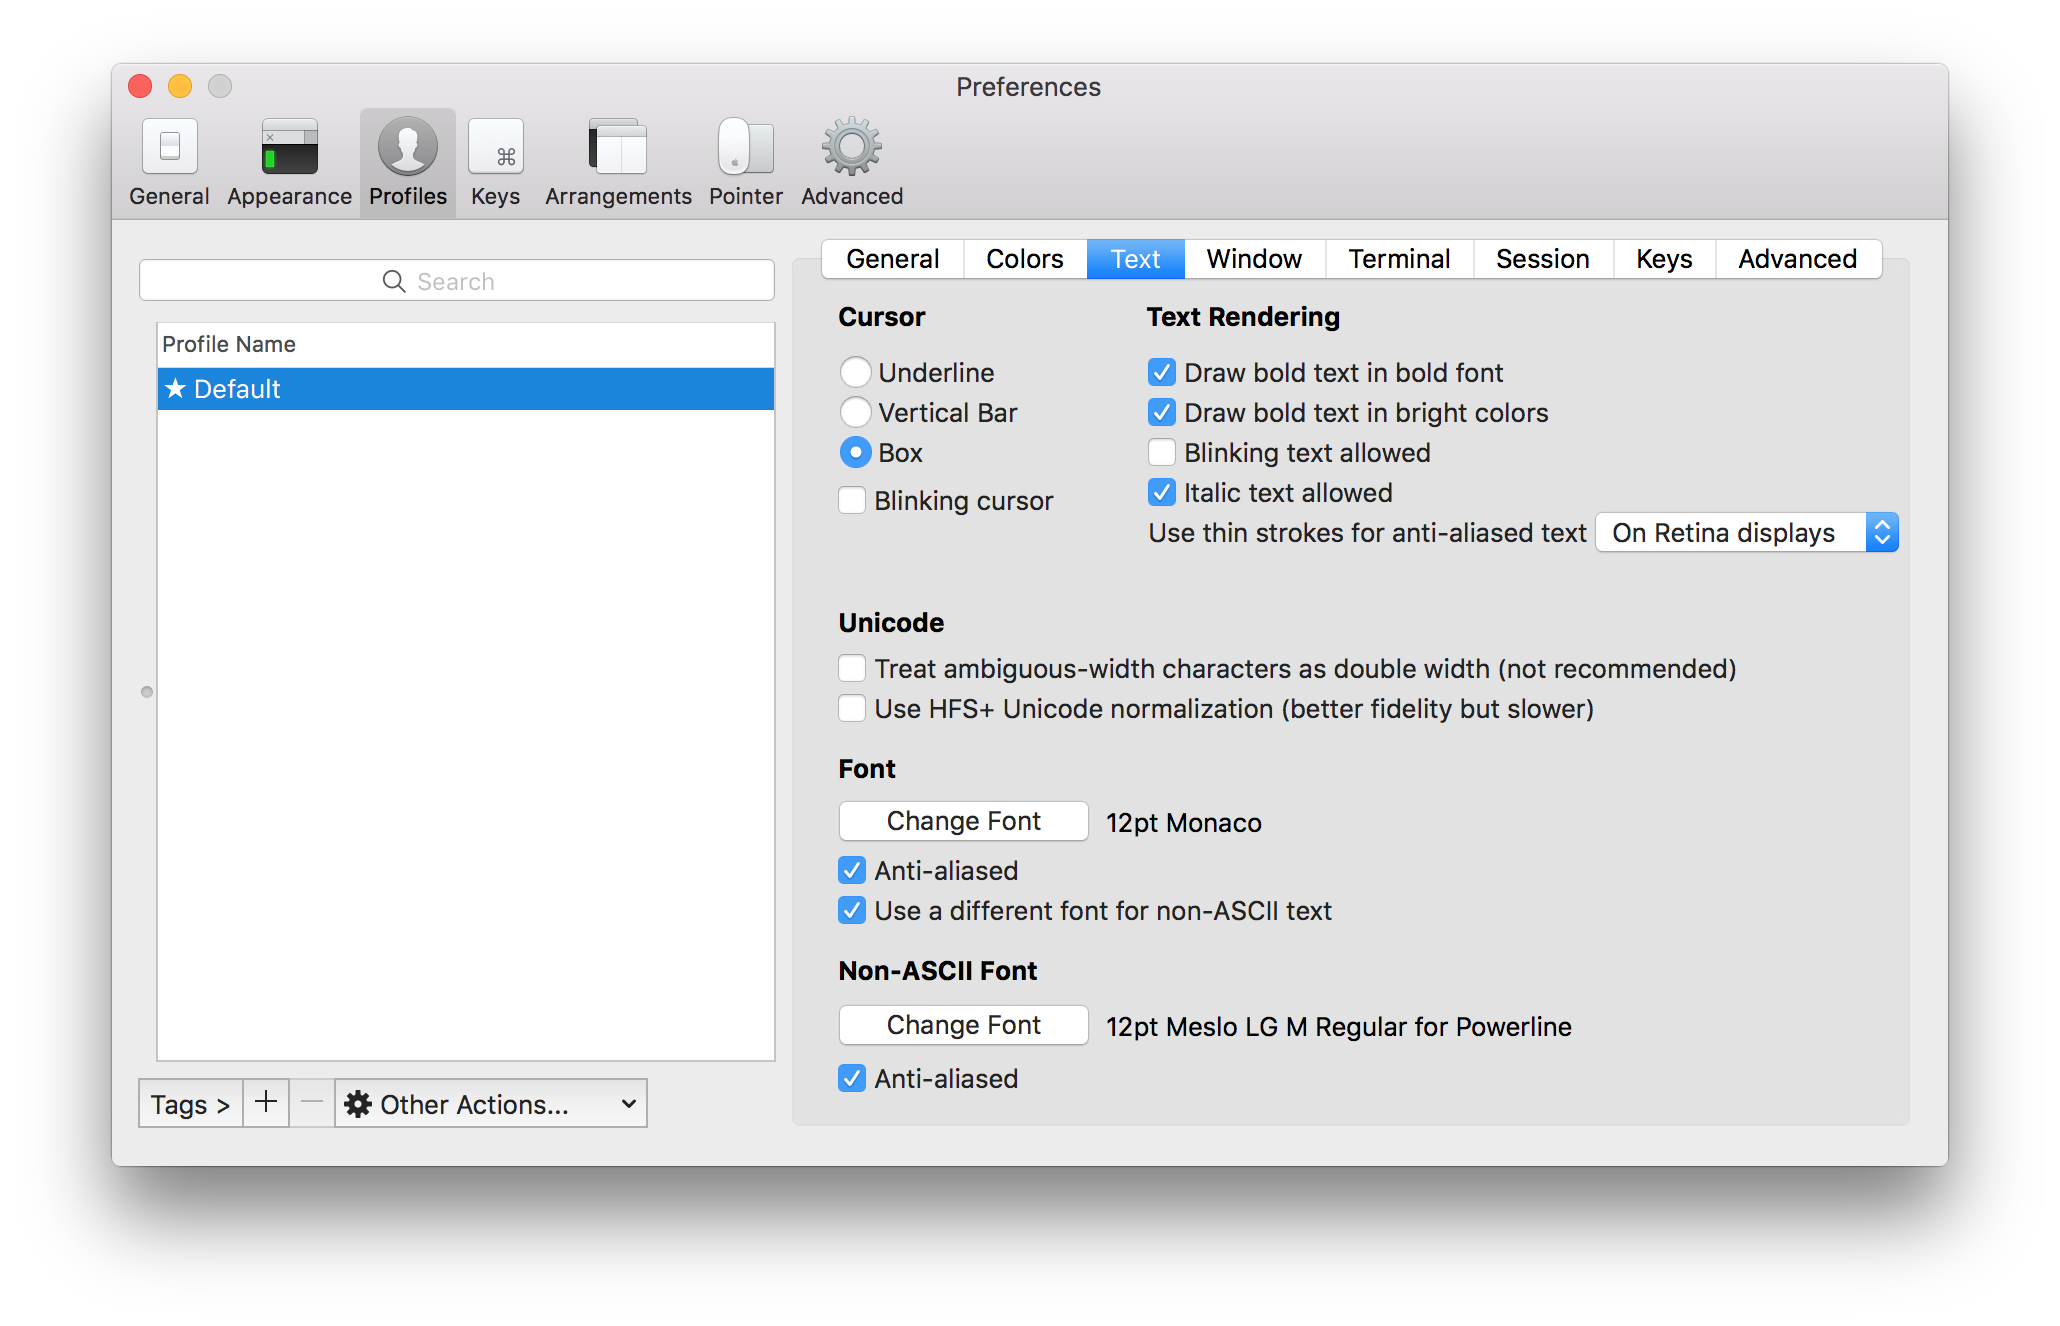 Preferences
General Appearance Profiles Keys Arrangements Pointer Advanced
Search
Profile Name
★ Default
Tags > + — Other Actions...
General Colors Text Window Terminal Session Keys Advanced
Cursor
Underline
Vertical Bar
Box
Blinking cursor
Text Rendering
Draw bold text in bold font
Draw bold text in bright colors
Blinking text allowed
Italic text allowed
Use thin strokes for anti-aliased text On Retina displays
Unicode
Treat ambiguous-width characters as double width (not recommended)
Use HFS+ Unicode normalization (better fidelity but slower)
Font
Change Font 12pt Monaco
Anti-aliased
Use a different font for non-ASCII text
Non-ASCII Font
Change Font 12pt Meslo LG M Regular for Powerline
Anti-aliased